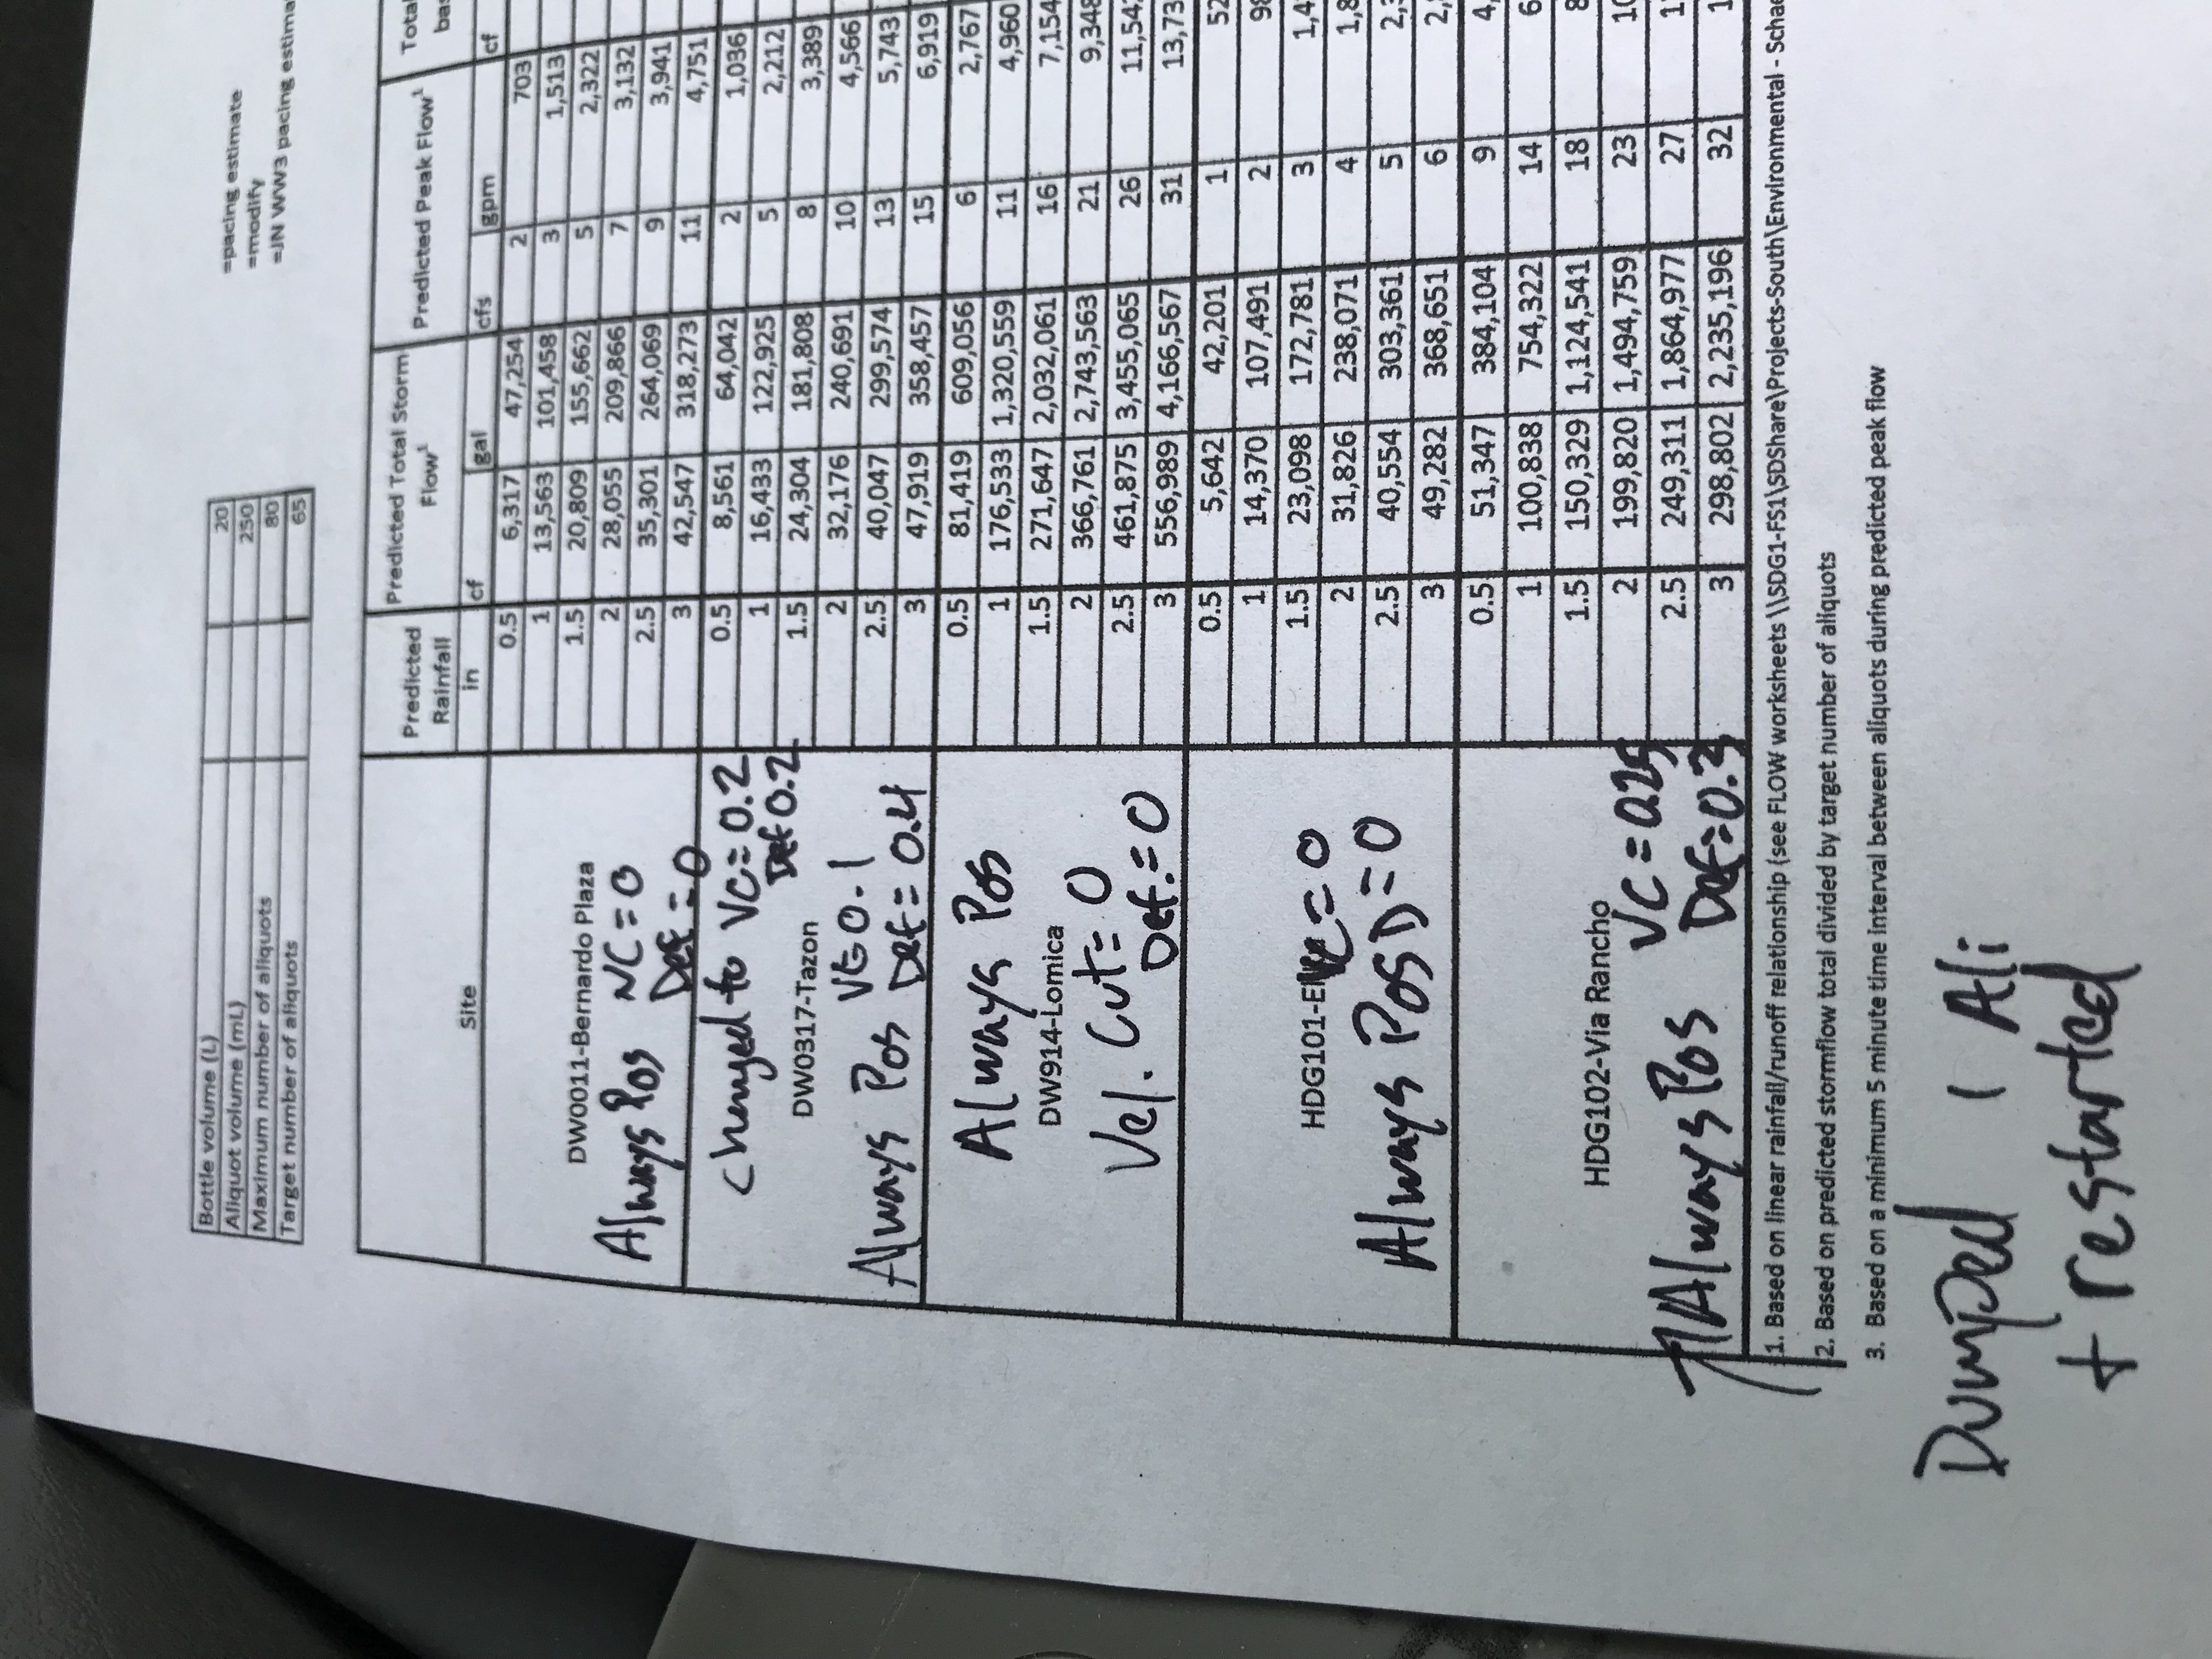 Bottle volume (L) 20
Aliquot volume (mL) 250
Maximum number of aliquots 80
Target number of aliquots 65
=pacing estimate
=modify
=JN WW3 pacing estima
Site Predicted Rainfall Predicted Total Storm Flow¹ Predicted Peak Flow¹ Total bas
in cf gal cfs gpm cf
DW0011-Bernardo Plaza
Always Pos NC=0
Def=0
0.5 6,317 47,254 2 703
1 13,563 101,458 3 1,513
1.5 20,809 155,662 5 2,322
2 28,055 209,866 7 3,132
2.5 35,301 264,069 9 3,941
3 42,547 318,273 11 4,751
changed to VC=0.2
Def 0.2
DW0317-Tazon
VC 0.1
Always Pos Def=0.4
0.5 8,561 64,042 2 1,036
1 16,433 122,925 5 2,212
1.5 24,304 181,808 8 3,389
2 32,176 240,691 10 4,566
2.5 40,047 299,574 13 5,743
3 47,919 358,457 15 6,919
Always Pos
DW914-Lomica
Vel. Cut=0
Def.=0
0.5 81,419 609,056 6 2,767
1 176,533 1,320,559 11 4,960
1.5 271,647 2,032,061 16 7,154
2 366,761 2,743,563 21 9,348
2.5 461,875 3,455,065 26 11,54
3 556,989 4,166,567 31 13,73
HDG101- VC=0
Always Pos D=0
0.5 5,642 42,201 1 52
1 14,370 107,491 2 98
1.5 23,098 172,781 3 1,4
2 31,826 238,071 4 1,8
2.5 40,554 303,361 5 2,3
3 49,282 368,651 6 2,
HDG102-Via Rancho
VC=0.25
Always Pos Def=0.3
0.5 51,347 384,104 9 4,
1 100,838 754,322 14 6
1.5 150,329 1,124,541 18 8
2 199,820 1,494,759 23 10
2.5 249,311 1,864,977 27 1
3 298,802 2,235,196 32 1
1. Based on linear rainfall/runoff relationship (see FLOW worksheets \\SDG1-FS1\SDShare\Projects-South\Environmental - Schae
2. Based on predicted stormflow total divided by target number of aliquots
3. Based on a minimum 5 minute time interval between aliquots during predicted peak flow
Dumped 1 Ali
+ restarted